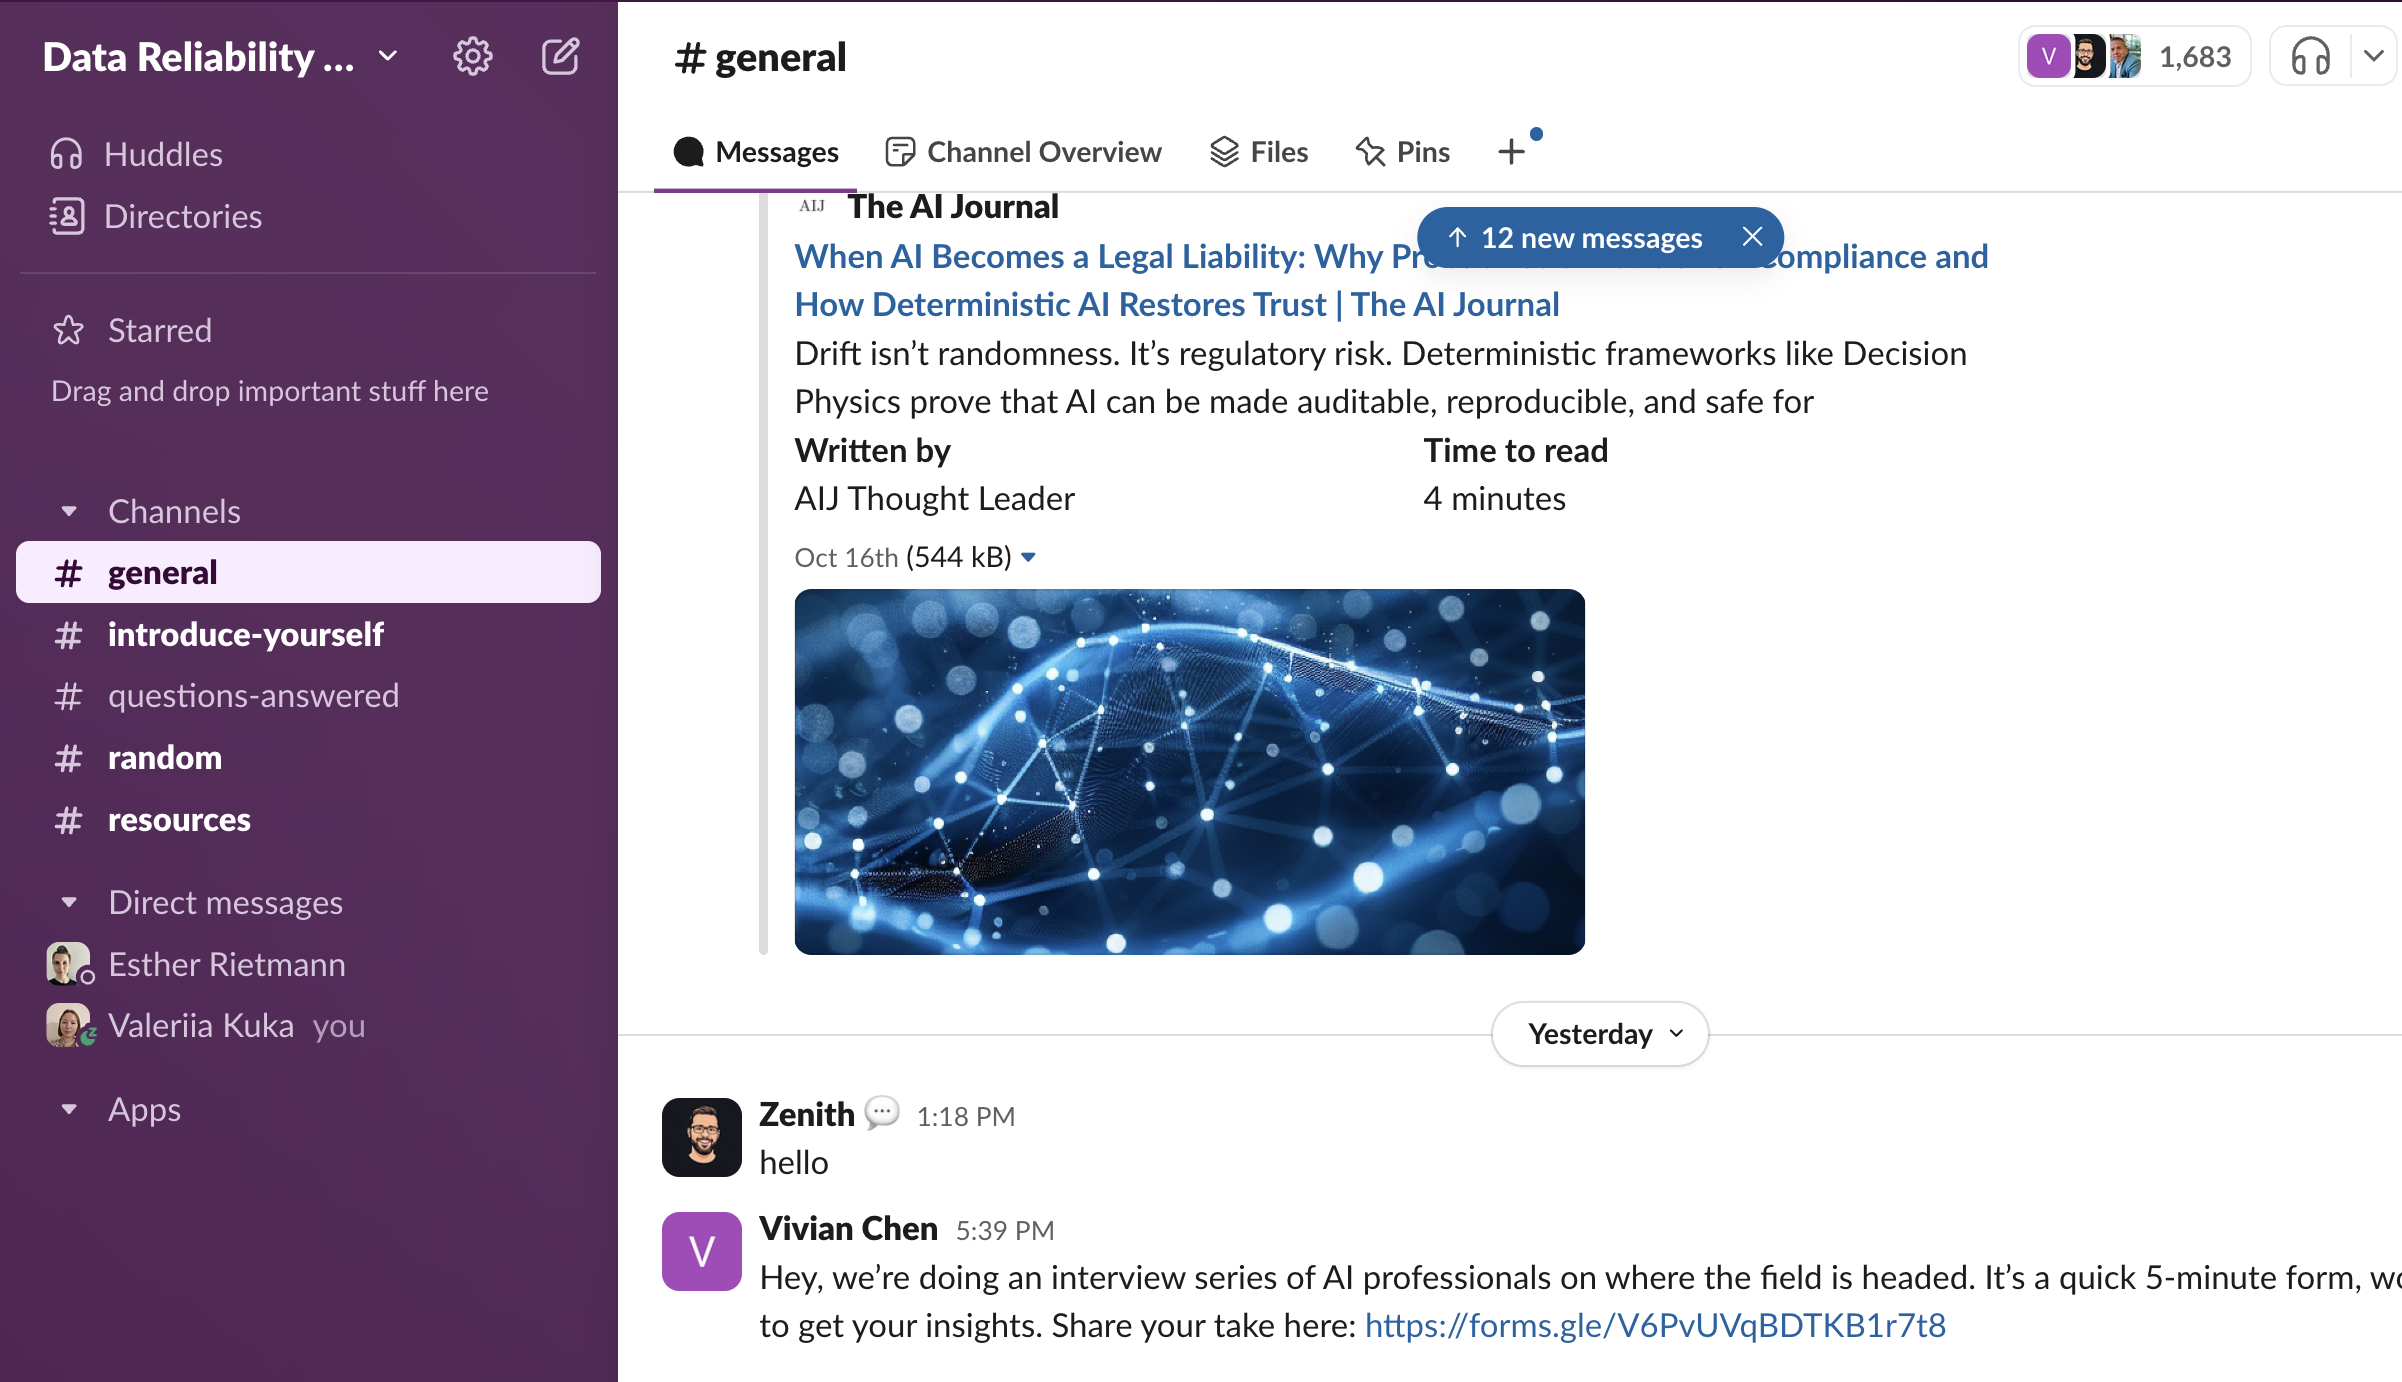 Data Reliability ...
Huddles
Directories
Starred
Drag and drop important stuff here
Channels
# general
# introduce-yourself
# questions-answered
# random
# resources
Direct messages
Esther Rietmann
Valeriia Kuka you
Apps
# general
V 1,683
Messages Channel Overview Files Pins +
AIJ The AI Journal
↑ 12 new messages
When AI Becomes a Legal Liability: Why compliance and
How Deterministic AI Restores Trust | The AI Journal
Drift isn’t randomness. It’s regulatory risk. Deterministic frameworks like Decision
Physics prove that AI can be made auditable, reproducible, and safe for
Written by Time to read
AIJ Thought Leader 4 minutes
Oct 16th (544 kB)
Yesterday
Zenith 1:18 PM
hello
V
Vivian Chen 5:39 PM
Hey, we’re doing an interview series of AI professionals on where the field is headed. It’s a quick 5-minute form,
to get your insights. Share your take here: https://forms.gle/V6PvUVqBDTKB1r7t8